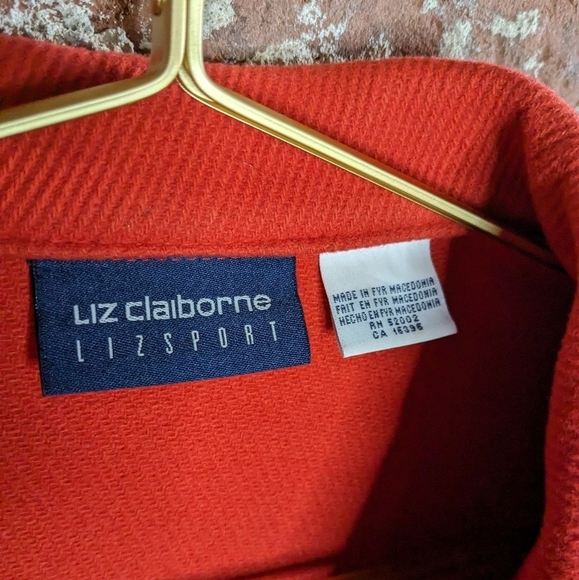 Liz claiborne
LIZSPORT
MADE IN FYR MACEDONIA
FAIT EN FYR MACEDONIA
HECHO EN FYR MACEDONIA
RN 52002
CA 15395